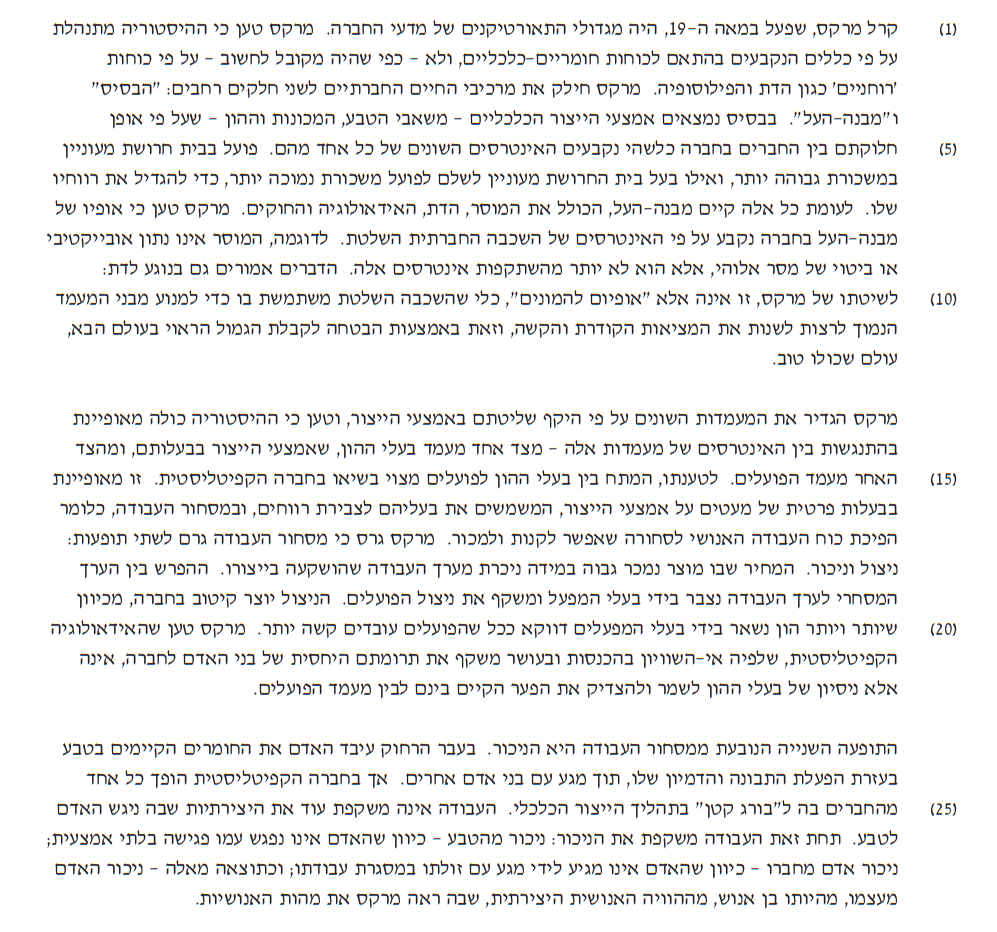 (1) קרל מרקס, שפעל במאה ה-19, היה מגדולי התאורטיקנים של מדעי החברה. מרקס טען כי ההיסטוריה מתנהלת
על פי כללים הנקבעים בהתאם לכוחות חומריים-כלכליים, ולא - כפי שהיה מקובל לחשוב - על פי כוחות
'רוחניים' כגון הדת והפילוסופיה. מרקס חילק את מרכיבי החיים החברתיים לשני חלקים רחבים: "הבסיס"
ו"מבנה-העל". בבסיס נמצאים אמצעי הייצור הכלכליים - משאבי הטבע, המכונות וההון - שעל פי אופן
(5) חלוקתם בין החברים בחברה כלשהי נקבעים האינטרסים השונים של כל אחד מהם. פועל בבית חרושת מעוניין
במשכורת גבוהה יותר, ואילו בעל בית החרושת מעוניין לשלם לפועל משכורת נמוכה יותר, כדי להגדיל את רווחיו
שלו. לעומת כל אלה קיים מבנה-העל, הכולל את המוסר, הדת, האידאולוגיה והחוקים. מרקס טען כי אופיו של
מבנה-העל בחברה נקבע על פי האינטרסים של השכבה החברתית השלטת. לדוגמה, המוסר אינו נתון אובייקטיבי
או ביטוי של מסר אלוהי, אלא הוא לא יותר מהשתקפות אינטרסים אלה. הדברים אמורים גם בנוגע לדת:
(10) לשיטתו של מרקס, זו אינה אלא "אופיום להמונים", כלי שהשכבה השלטת משתמשת בו כדי למנוע מבני המעמד
הנמוך לרצות לשנות את המציאות הקודרת והקשה, וזאת באמצעות הבטחה לקבלת הגמול הראוי בעולם הבא,
עולם שכולו טוב.
מרקס הגדיר את המעמדות השונים על פי היקף שליטתם באמצעי הייצור, וטען כי ההיסטוריה כולה מאופיינת
בהתנגשות בין האינטרסים של מעמדות אלה - מצד אחד מעמד בעלי ההון, שאמצעי הייצור בבעלותם, ומהצד
(15) האחר מעמד הפועלים. לטענתו, המתח בין בעלי ההון לפועלים מצוי בשיאו בחברה הקפיטליסטית. זו מאופיינת
בבעלות פרטית של מעטים על אמצעי הייצור, המשמשים את בעליהם לצבירת רווחים, ובמסחור העבודה, כלומר
הפיכת כוח העבודה האנושי לסחורה שאפשר לקנות ולמכור. מרקס גרס כי מסחור העבודה גרם לשתי תופעות:
ניצול וניכור. המחיר שבו מוצר נמכר גבוה במידה ניכרת מערך העבודה שהושקעה בייצורו. ההפרש בין הערך
המסחרי לערך העבודה נצבר בידי בעלי המפעל ומשקף את ניצול הפועלים. הניצול יוצר קיטוב בחברה, מכיוון
(20) שיותר ויותר הון נשאר בידי בעלי המפעלים דווקא ככל שהפועלים עובדים קשה יותר. מרקס טען שהאידאולוגיה
הקפיטליסטית, שלפיה אי-השוויון בהכנסות ובעושר משקף את תרומתם היחסית של בני האדם לחברה, אינה
אלא ניסיון של בעלי ההון לשמר ולהצדיק את הפער הקיים בינם לבין מעמד הפועלים.
התופעה השנייה הנובעת ממסחור העבודה היא הניכור. בעבר הרחוק עיבד האדם את החומרים הקיימים בטבע
בעזרת הפעלת התבונה והדמיון שלו, תוך מגע עם בני אדם אחרים. אך בחברה הקפיטליסטית הופך כל אחד
(25) מהחברים בה ל"בורג קטן" בתהליך הייצור הכלכלי. העבודה אינה משקפת עוד את היצירתיות שבה ניגש האדם
לטבע. תחת זאת העבודה משקפת את הניכור: ניכור מהטבע - כיוון שהאדם אינו נפגש עמו פגישה בלתי אמצעית;
ניכור אדם מחברו - כיוון שהאדם אינו מגיע לידי מגע עם זולתו במסגרת עבודתו; וכתוצאה מאלה - ניכור האדם
מעצמו, מהיותו בן אנוש, מההוויה האנושית היצירתית, שבה ראה מרקס את מהות האנושיות.